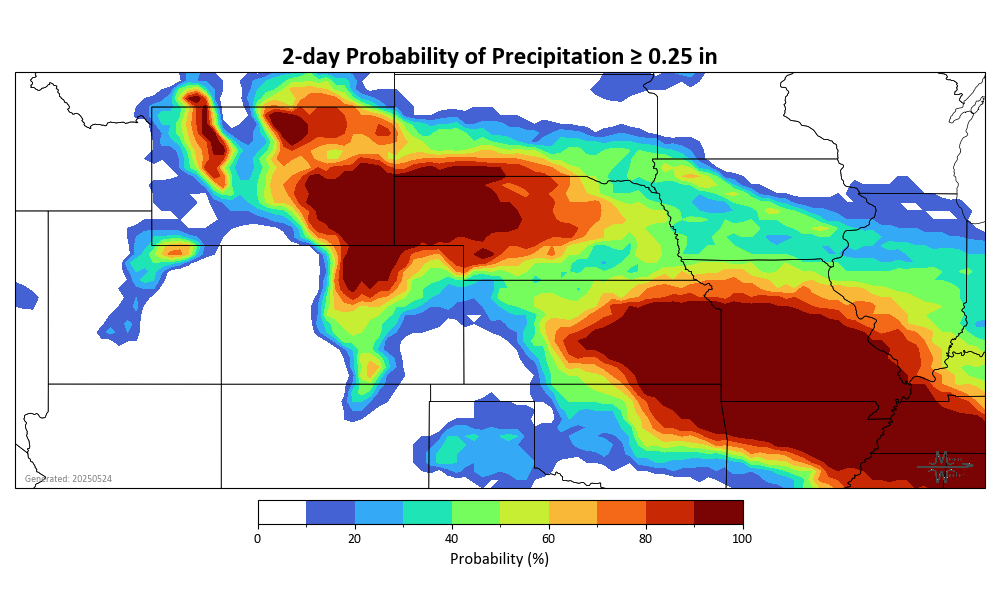 2-day Probability of Precipitation ≥ 0.25 in
Generated: 20250524
0 20 40 60 80 100
Probability (%)